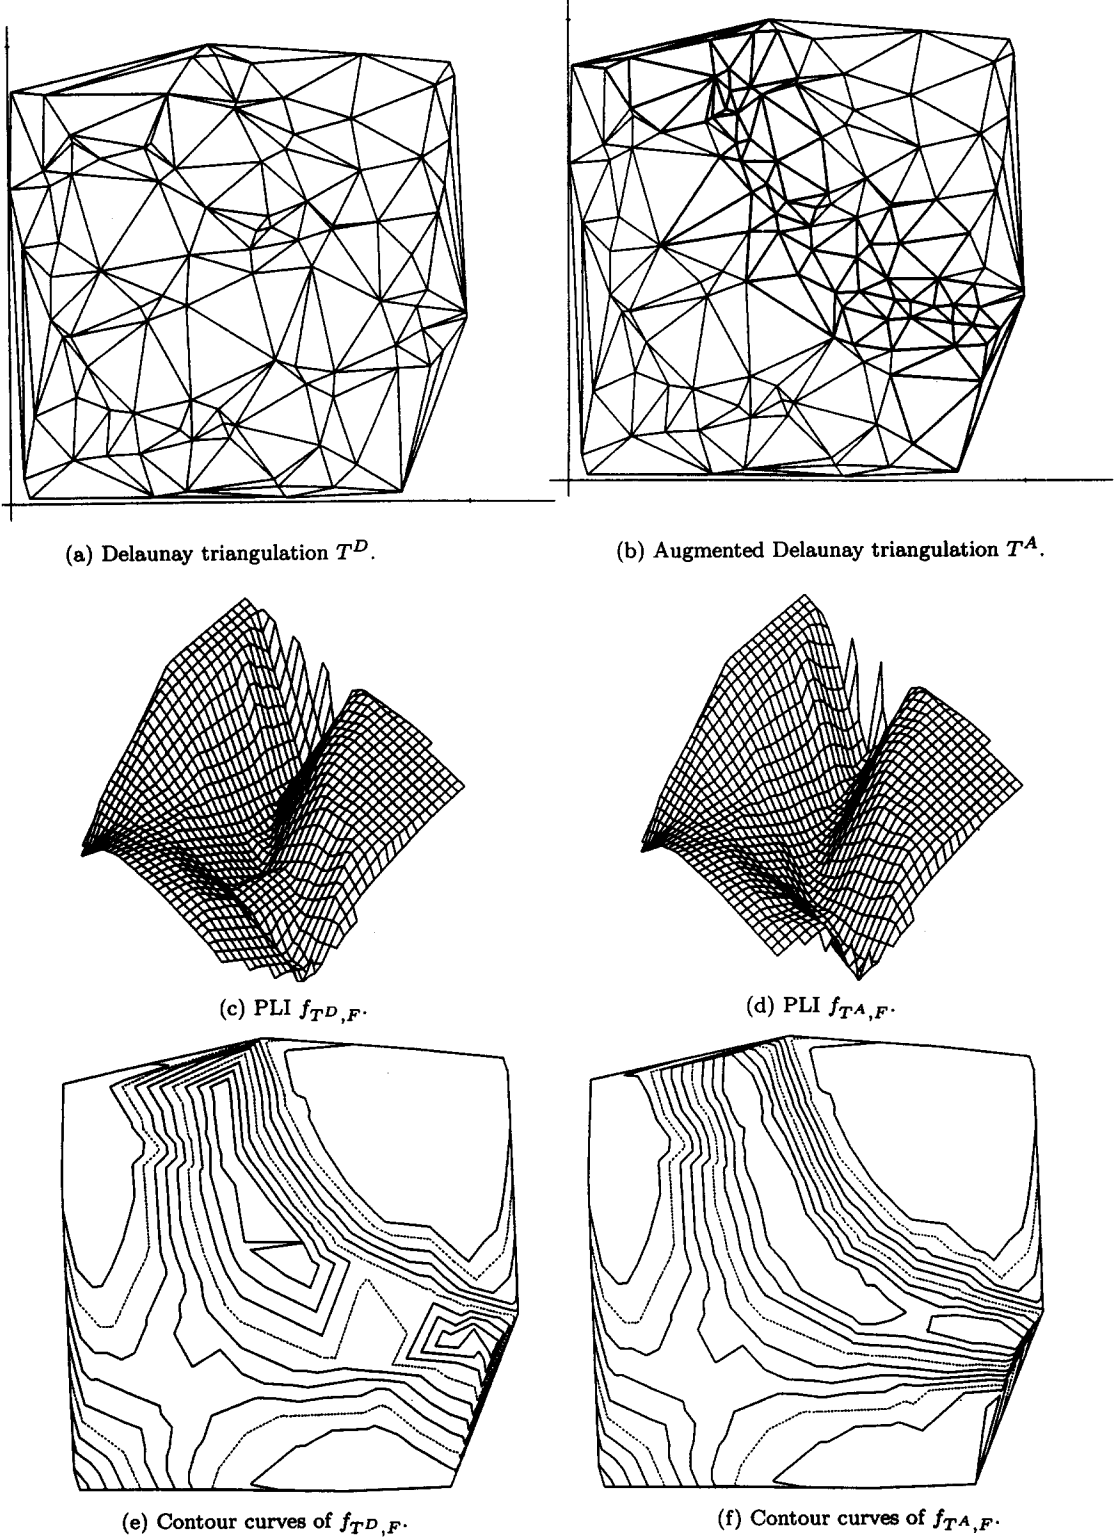 (a) Delaunay triangulation T^D.
(b) Augmented Delaunay triangulation T^A.
(c) PLI f_{T^D,F}.
(d) PLI f_{T^A,F}.
(e) Contour curves of f_{T^D,F}.
(f) Contour curves of f_{T^A,F}.